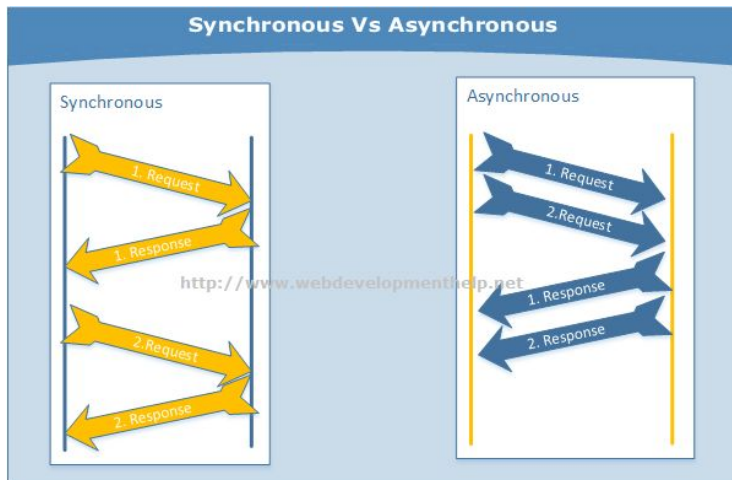 Synchronous Vs Asynchronous
Synchronous
1. Request
1. Response
2.Request
2. Response
Asynchronous
1. Request
2.Request
1. Response
2. Response
http://www.webdevelopmenthelp.net